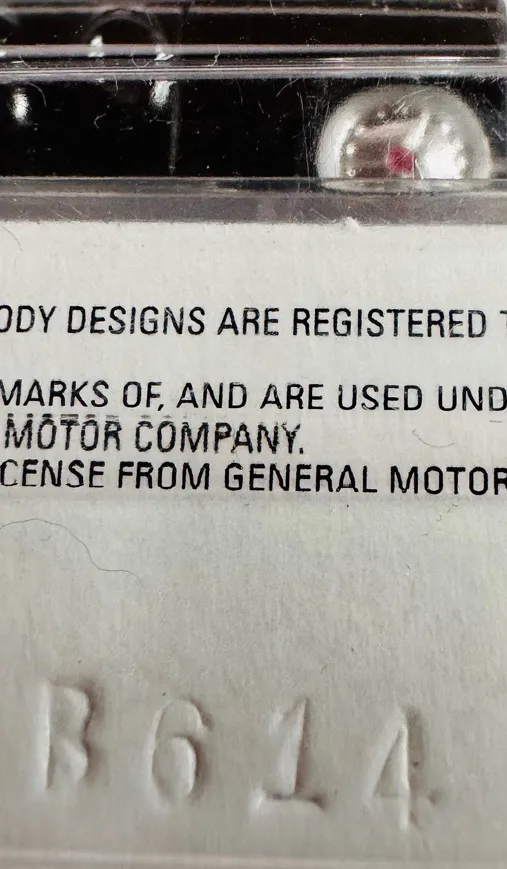 ODY DESIGNS ARE REGISTERED T
MARKS OF, AND ARE USED UND
MOTOR COMPANY.
CENSE FROM GENERAL MOTOR
B614